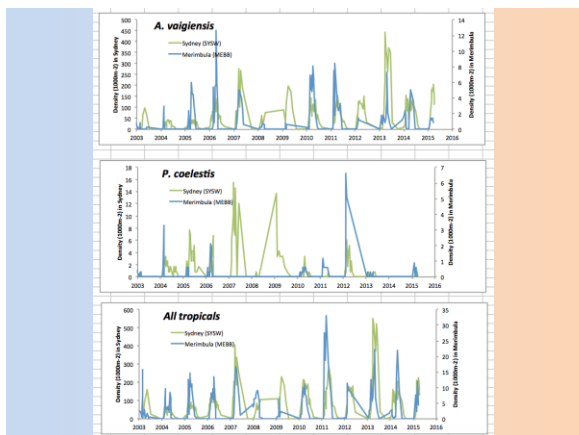 A. vaigiensis
Sydney (SYSW)
Merimbula (MEBB)
Density (1000m-2) in Sydney
500
450
400
350
300
250
200
150
100
50
0
14
12
10
8
6
4
2
0
Density (1000m-2) in Merimbula
2003 2004 2005 2006 2007 2008 2009 2010 2011 2012 2013 2014 2015 2016
P. coelestis
Sydney (SYSW)
Merimbula (MEBB)
Density (1000m-2) in Sydney
18
16
14
12
10
8
6
4
2
0
7
6
5
4
3
2
1
0
Density (1000m-2) in Merimbula
2003 2004 2005 2006 2007 2008 2009 2010 2011 2012 2013 2014 2015 2016
All tropicals
Sydney (SYSW)
Merimbula (MEBB)
Density (1000m-2) in Sydney
600
500
400
300
200
100
0
35
30
25
20
15
10
5
0
Density (1000m-2) in Merimbula
2003 2004 2005 2006 2007 2008 2009 2010 2011 2012 2013 2014 2015 2016